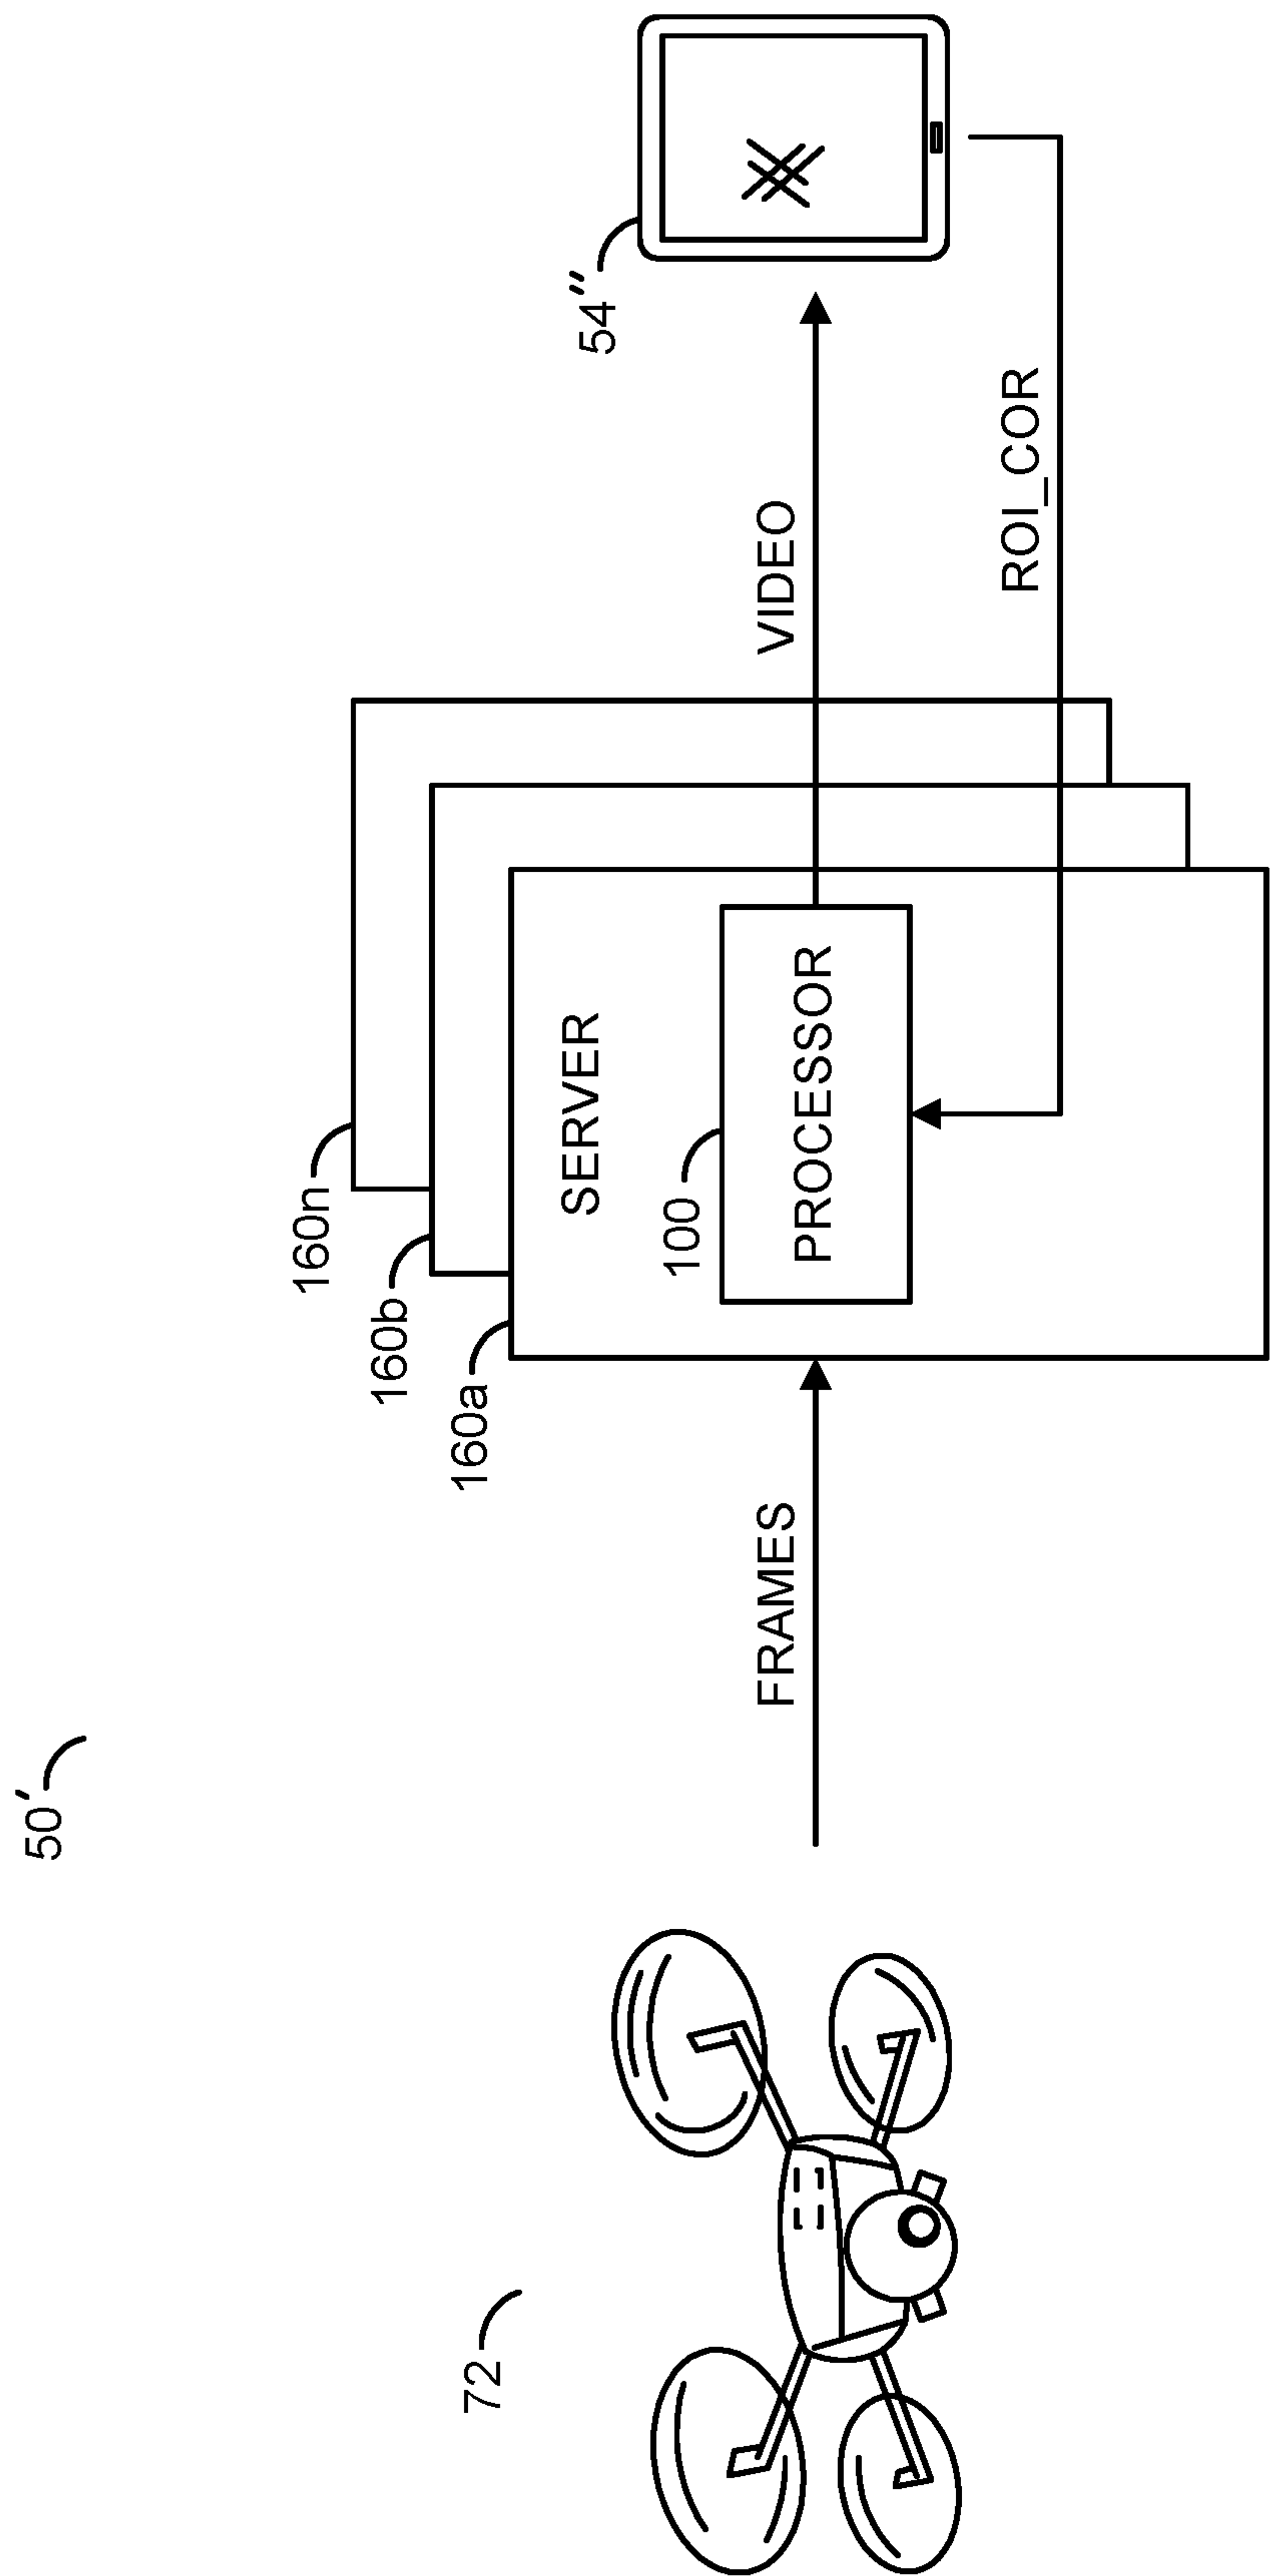 50′
160n
160b
160a
SERVER
54″
72
100
FRAMES
PROCESSOR
VIDEO
ROI_COR